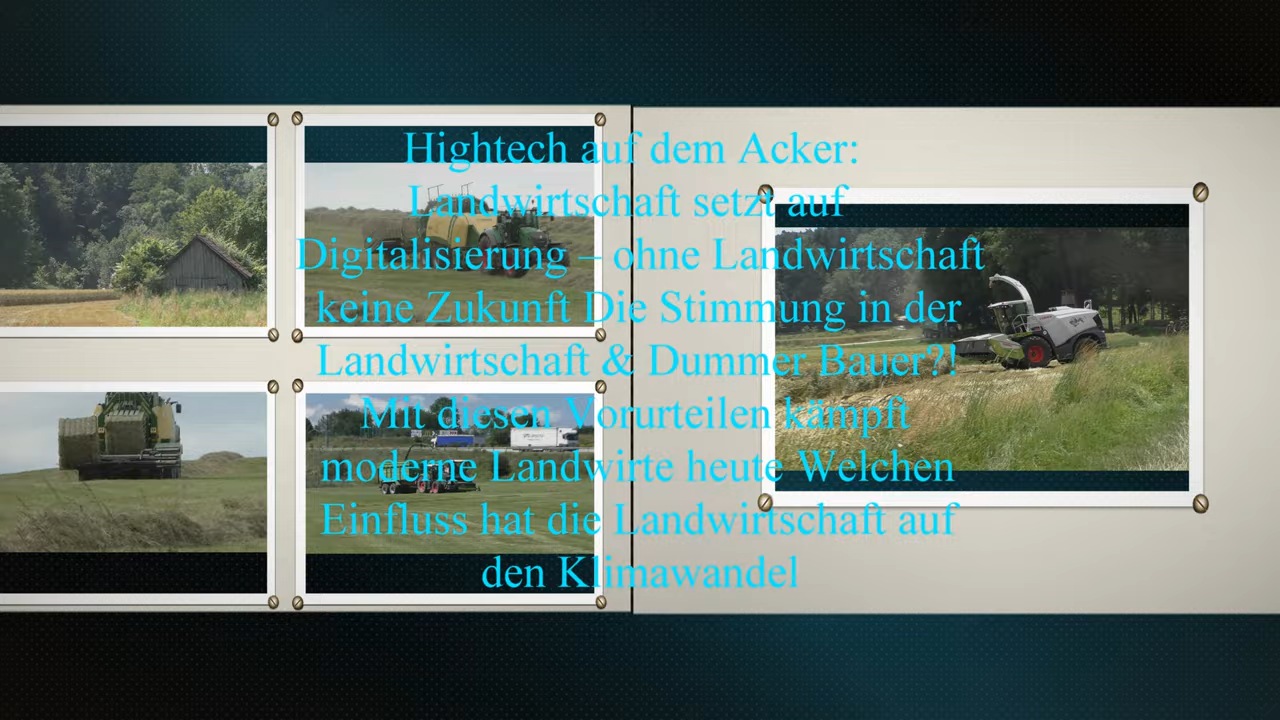 Hightech auf dem Acker:
Landwirtschaft setzt auf
Digitalisierung – ohne Landwirtschaft
keine Zukunft Die Stimmung in der
Landwirtschaft & Dummer Bauer?!
Mit diesen Vorurteilen kämpft
moderne Landwirte heute Welchen
Einfluss hat die Landwirtschaft auf
den Klimawandel